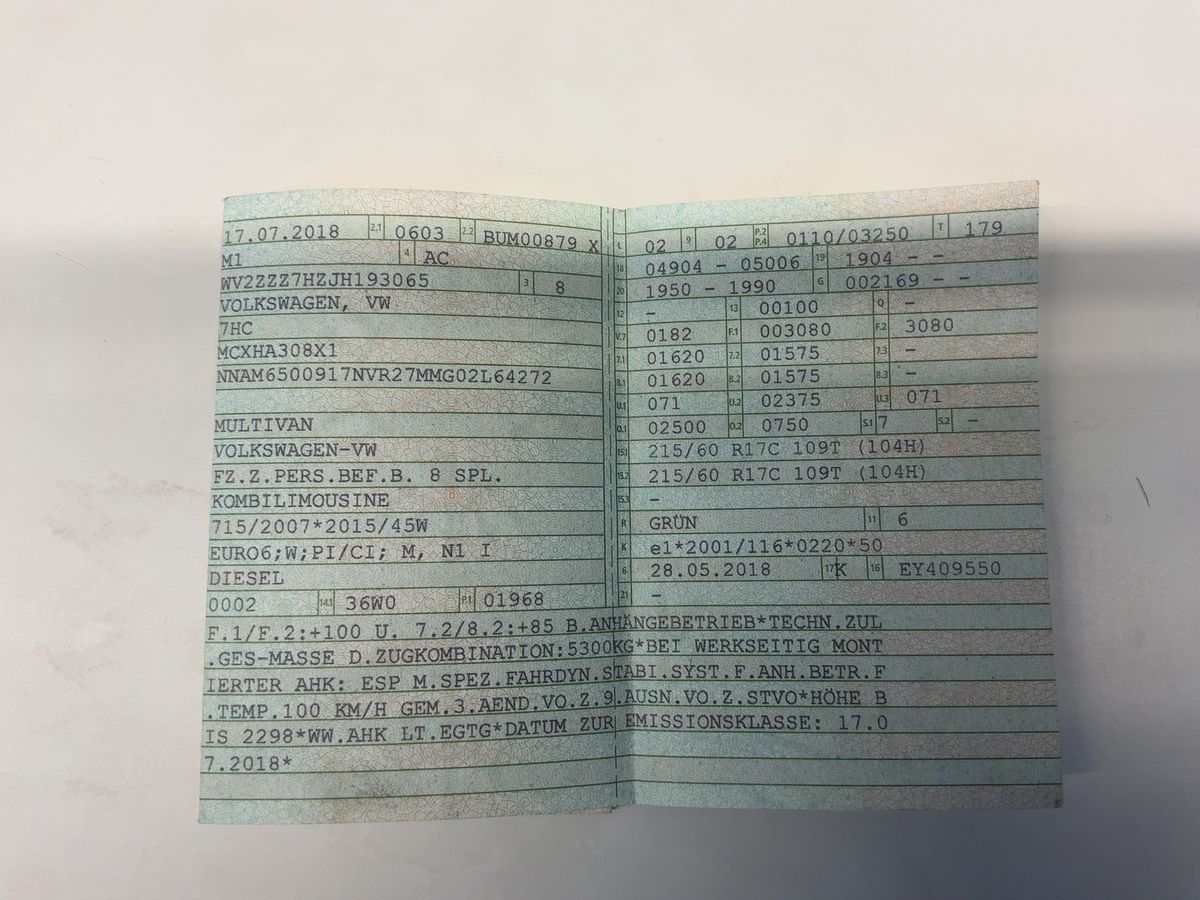 17.07.2018 2.1 0603 2.2 BUM00879 X
M1 4 AC
WV2ZZZ7HZJH193065 3 8
VOLKSWAGEN, VW
7HC
MCXHA308X1
NNAM6500917NVR27MMG02L64272
MULTIVAN
VOLKSWAGEN-VW
FZ.Z.PERS.BEF.B. 8 SPL.
KOMBILIMOUSINE
715/2007*2015/45W
EURO6;W;PI/CI; M, N1 I
DIESEL
0002 14.1 36W0 P.1 01968
L 02 9 02 P.2 P.4 0110/03250 T 179
18 04904 - 05006 19 1904 - -
20 1950 - 1990 G 002169 - -
12 - 13 00100 Q -
V.7 0182 F.1 003080 F.2 3080
7.1 01620 7.2 01575 7.3 -
8.1 01620 8.2 01575 8.3 -
U.1 071 U.2 02375 U.3 071
O.1 02500 O.2 0750 S.1 7 S.2 -
15.1 215/60 R17C 109T (104H)
15.2 215/60 R17C 109T (104H)
15.3 -
R GRÜN 11 6
K e1*2001/116*0220*50
6 28.05.2018 17 K 16 EY409550
21 -
F.1/F.2:+100 U. 7.2/8.2:+85 B.ANHÄNGEBETRIEB*TECHN.ZUL
.GES-MASSE D.ZUGKOMBINATION:5300KG*BEI WERKSEITIG MONT
IERTER AHK: ESP M.SPEZ.FAHRDYN.STABI.SYST.F.ANH.BETR.F
.TEMP.100 KM/H GEM.3.AEND.VO.Z.9.AUSN.VO.Z.STVO*HÖHE B
IS 2298*WW.AHK LT.EGTG*DATUM ZUR EMISSIONSKLASSE: 17.0
7.2018*